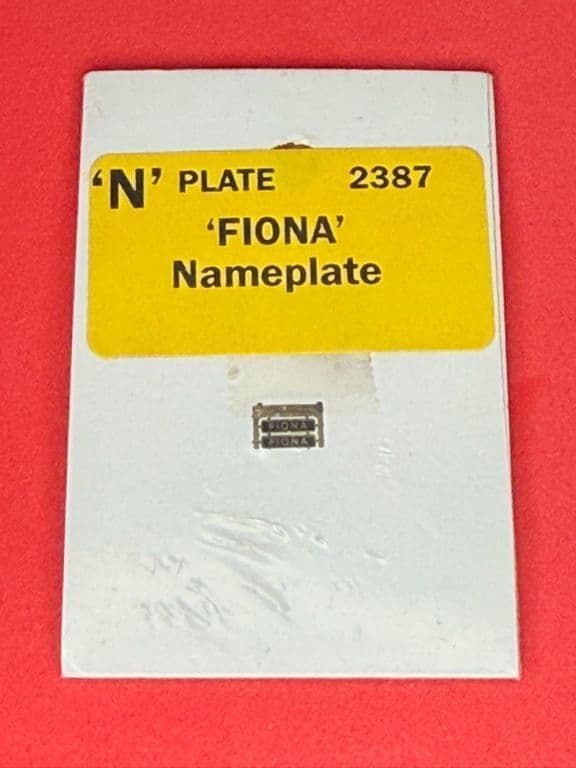 ‘N’ PLATE 2387
‘FIONA’
Nameplate
FIONA
FIONA